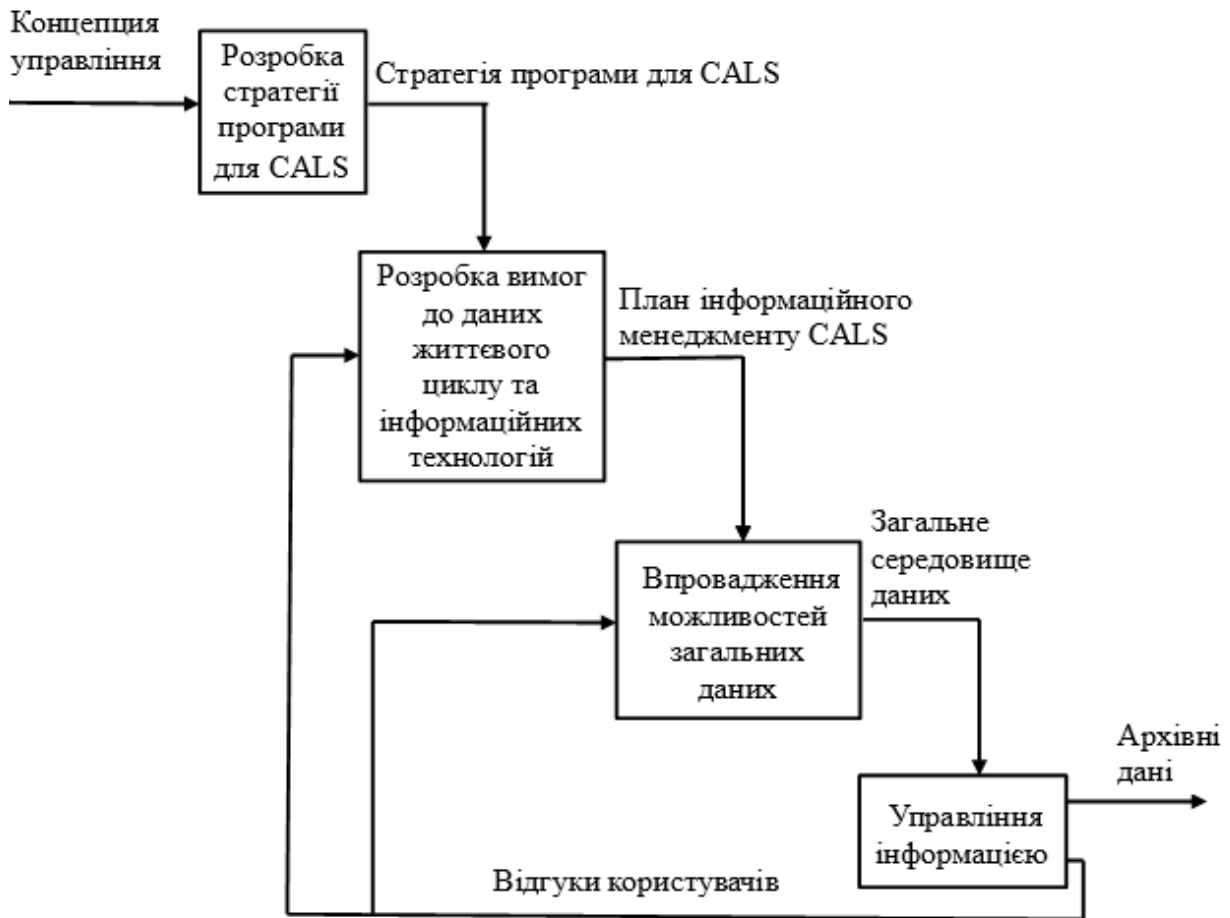 Концепция
управління
Розробка
стратегії
програми
для CALS
Стратегія програми для CALS
Розробка вимог
до даних
життєвого
циклу та
інформаційних
технологій
План інформаційного
менеджменту CALS
Впровадження
можливостей
загальних
даних
Загальне
середовище
даних
Управління
інформацією
Архівні
дані
Відгуки користувачів